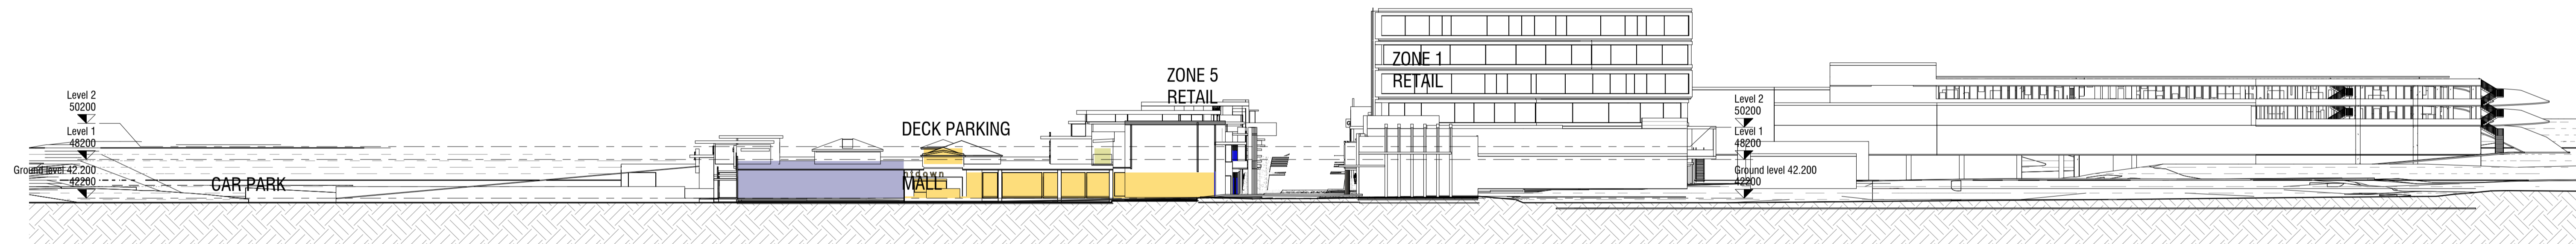 Level 2
50200
Level 1
48200
Ground level 42.200
42200
CAR PARK
DECK PARKING
MALL
ZONE 5
RETAIL
ZONE 1
RETAIL
Level 2
50200
Level 1
48200
Ground level 42.200
42200